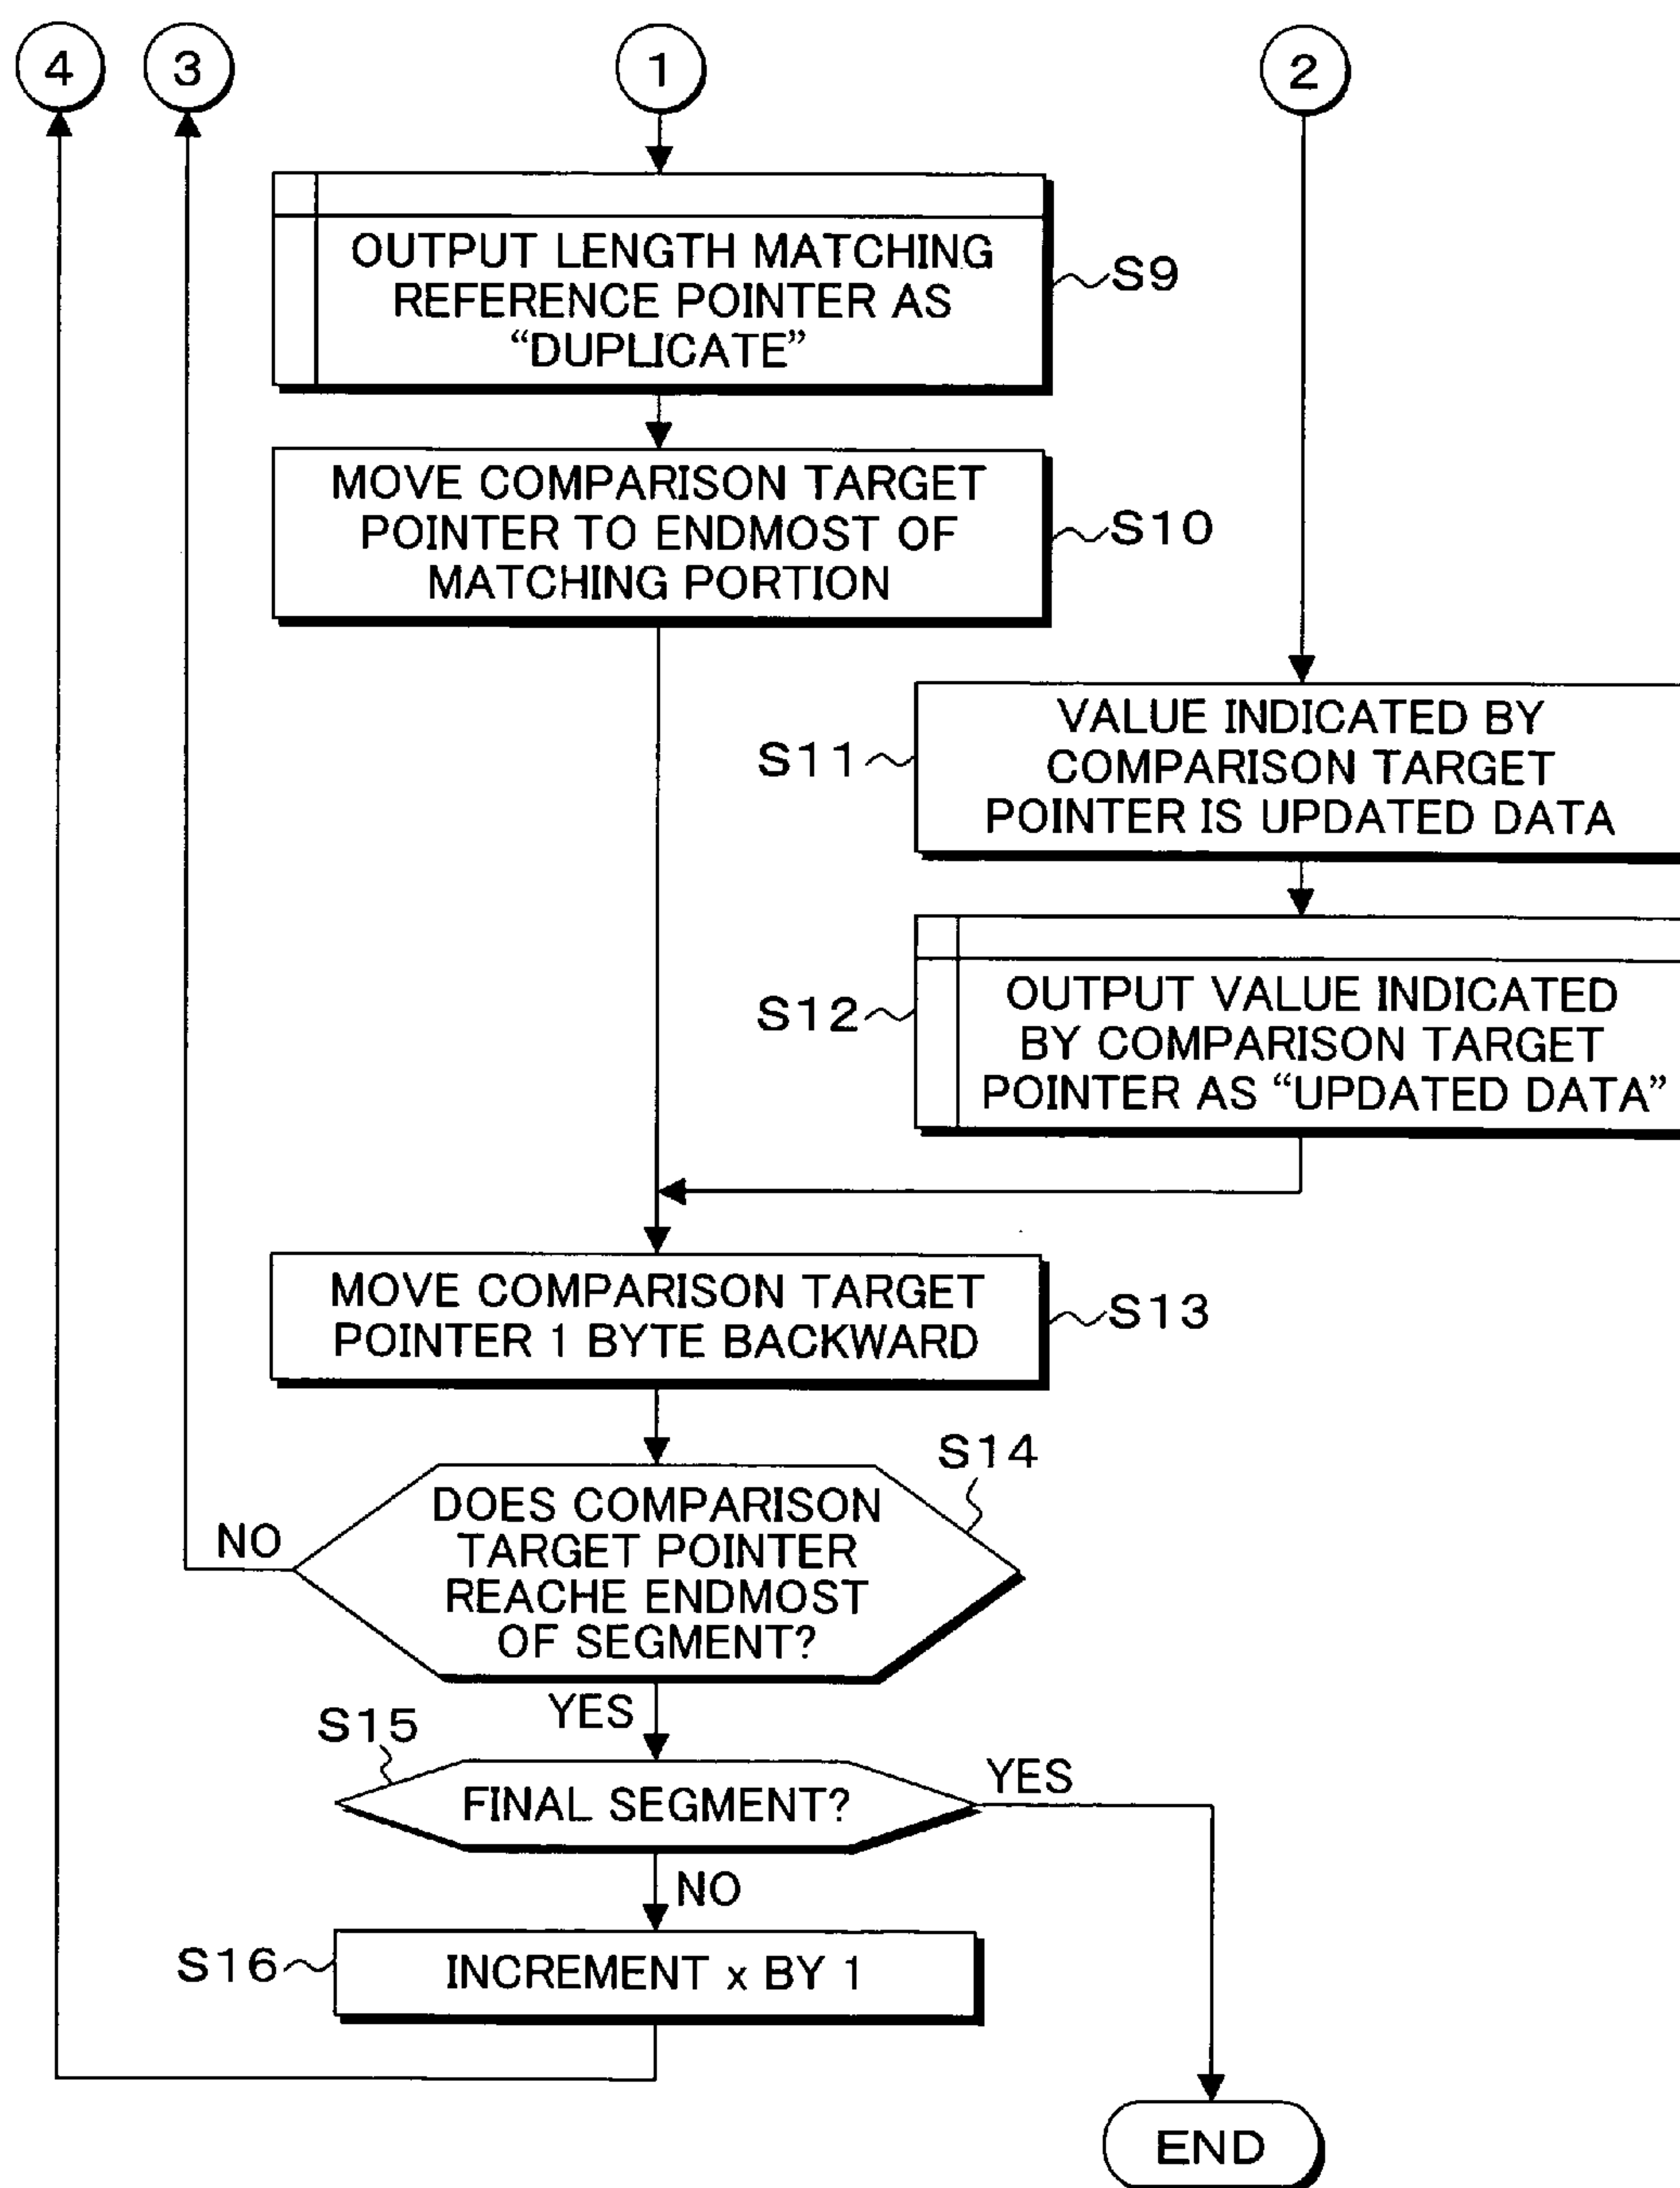 4
3
1
2
OUTPUT LENGTH MATCHING
REFERENCE POINTER AS
“DUPLICATE”
S9
MOVE COMPARISON TARGET
POINTER TO ENDMOST OF
MATCHING PORTION
S10
VALUE INDICATED BY
COMPARISON TARGET
POINTER IS UPDATED DATA
S11
OUTPUT VALUE INDICATED
BY COMPARISON TARGET
POINTER AS “UPDATED DATA”
S12
MOVE COMPARISON TARGET
POINTER 1 BYTE BACKWARD
S13
S14
DOES COMPARISON
TARGET POINTER
REACHE ENDMOST
OF SEGMENT?
NO
YES
S15
FINAL SEGMENT?
YES
NO
S16
INCREMENT x BY 1
END